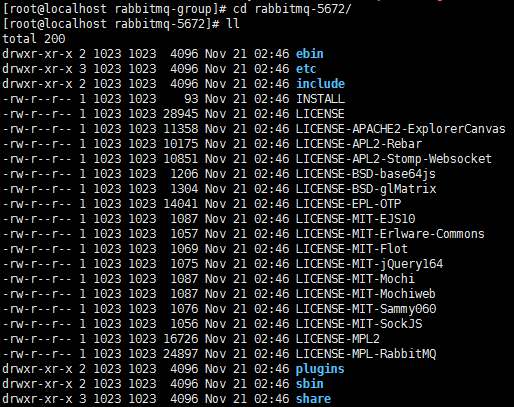 [root@localhost rabbitmq-group]# cd rabbitmq-5672/
[root@localhost rabbitmq-5672]# ll
total 200
drwxr-xr-x 2 1023 1023  4096 Nov 21 02:46 ebin
drwxr-xr-x 3 1023 1023  4096 Nov 21 02:46 etc
drwxr-xr-x 2 1023 1023  4096 Nov 21 02:46 include
-rw-r--r-- 1 1023 1023    93 Nov 21 02:46 INSTALL
-rw-r--r-- 1 1023 1023 28945 Nov 21 02:46 LICENSE
-rw-r--r-- 1 1023 1023 11358 Nov 21 02:46 LICENSE-APACHE2-ExplorerCanvas
-rw-r--r-- 1 1023 1023 10175 Nov 21 02:46 LICENSE-APL2-Rebar
-rw-r--r-- 1 1023 1023 10851 Nov 21 02:46 LICENSE-APL2-Stomp-Websocket
-rw-r--r-- 1 1023 1023  1206 Nov 21 02:46 LICENSE-BSD-base64js
-rw-r--r-- 1 1023 1023  1304 Nov 21 02:46 LICENSE-BSD-glMatrix
-rw-r--r-- 1 1023 1023 14041 Nov 21 02:46 LICENSE-EPL-OTP
-rw-r--r-- 1 1023 1023  1087 Nov 21 02:46 LICENSE-MIT-EJS10
-rw-r--r-- 1 1023 1023  1057 Nov 21 02:46 LICENSE-MIT-Erlware-Commons
-rw-r--r-- 1 1023 1023  1069 Nov 21 02:46 LICENSE-MIT-Flot
-rw-r--r-- 1 1023 1023  1075 Nov 21 02:46 LICENSE-MIT-jQuery164
-rw-r--r-- 1 1023 1023  1087 Nov 21 02:46 LICENSE-MIT-Mochi
-rw-r--r-- 1 1023 1023  1087 Nov 21 02:46 LICENSE-MIT-Mochiweb
-rw-r--r-- 1 1023 1023  1076 Nov 21 02:46 LICENSE-MIT-Sammy060
-rw-r--r-- 1 1023 1023  1056 Nov 21 02:46 LICENSE-MIT-SockJS
-rw-r--r-- 1 1023 1023 16726 Nov 21 02:46 LICENSE-MPL2
-rw-r--r-- 1 1023 1023 24897 Nov 21 02:46 LICENSE-MPL-RabbitMQ
drwxr-xr-x 2 1023 1023  4096 Nov 21 02:46 plugins
drwxr-xr-x 2 1023 1023  4096 Nov 21 02:46 sbin
drwxr-xr-x 3 1023 1023  4096 Nov 21 02:46 share